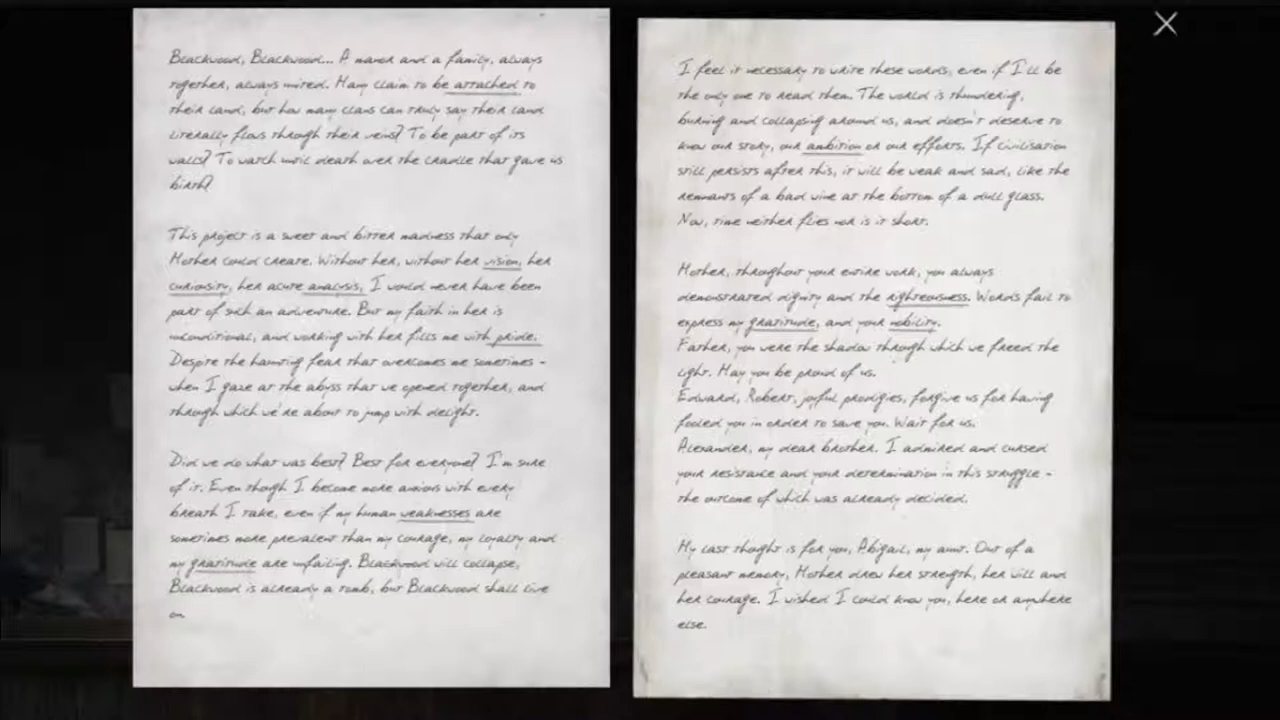 Blackwood, Blackwood... A manor and a family, always
together, always united. Many claim to be attached to
their land, but how many clans can truly say their land
literally flows through their veins? To be part of its
walls? To watch until death over the cradle that gave us
birth?
This project is a sweet and bitter madness that only
Mother could create. Without her, without her vision, her
curiosity, her acute analysis, I would never have been
part of such an adventure. But my faith in her is
unconditional, and working with her fills me with pride.
Despite the haunting fear that overcomes me sometimes -
when I gaze at the abyss that we opened together, and
through which we're about to jump with delight.
Did we do what was best? Best for everyone? I'm sure
of it. Even though I become more anxious with every
breath I take, even if my human weaknesses are
sometimes more prevalent than my courage, my loyalty and
my gratitude are unfailing. Blackwood will collapse,
Blackwood is already a tomb, but Blackwood shall live
on.
I feel it necessary to write these words, even if I'll be
the only one to read them. The world is thundering,
burning and collapsing around us, and doesn't deserve to
know our story, our ambition or our efforts. If civilisation
still persists after this, it will be weak and sad, like the
remnants of a bad wine at the bottom of a dull glass.
Now, time neither flies nor is it short.
Mother, throughout your entire work, you always
demonstrated dignity and the righteousness. Words fail to
express my gratitude, and your nobility.
Father, you were the shadow through which we freed the
light. May you be proud of us.
Edward, Robert, joyful prodigies, forgive us for having
fooled you in order to save you. Wait for us.
Alexander, my dear brother. I admired and cursed
your resistance and your determination in this struggle -
the outcome of which was already decided.
My last thought is for you, Abigail, my aunt. Out of a
pleasant memory, Mother drew her strength, her will and
her courage. I wished I could know you, here or anywhere
else.